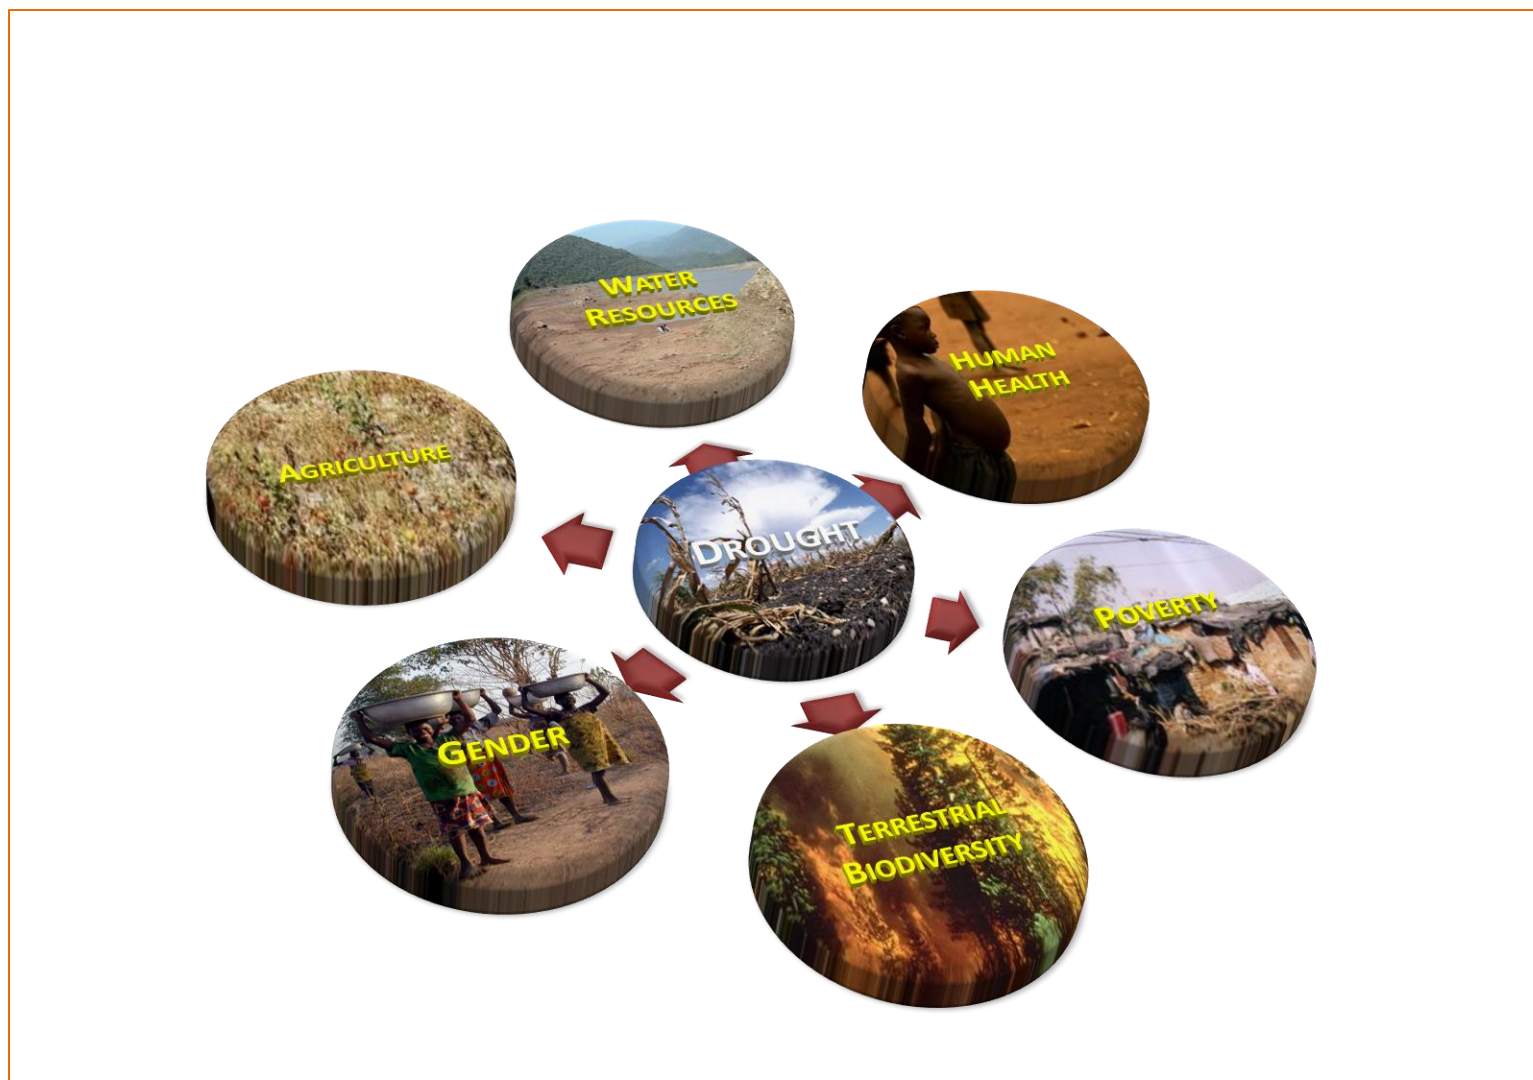 WATER
RESOURCES
HUMAN
HEALTH
AGRICULTURE
DROUGHT
POVERTY
GENDER
TERRESTRIAL
BIODIVERSITY